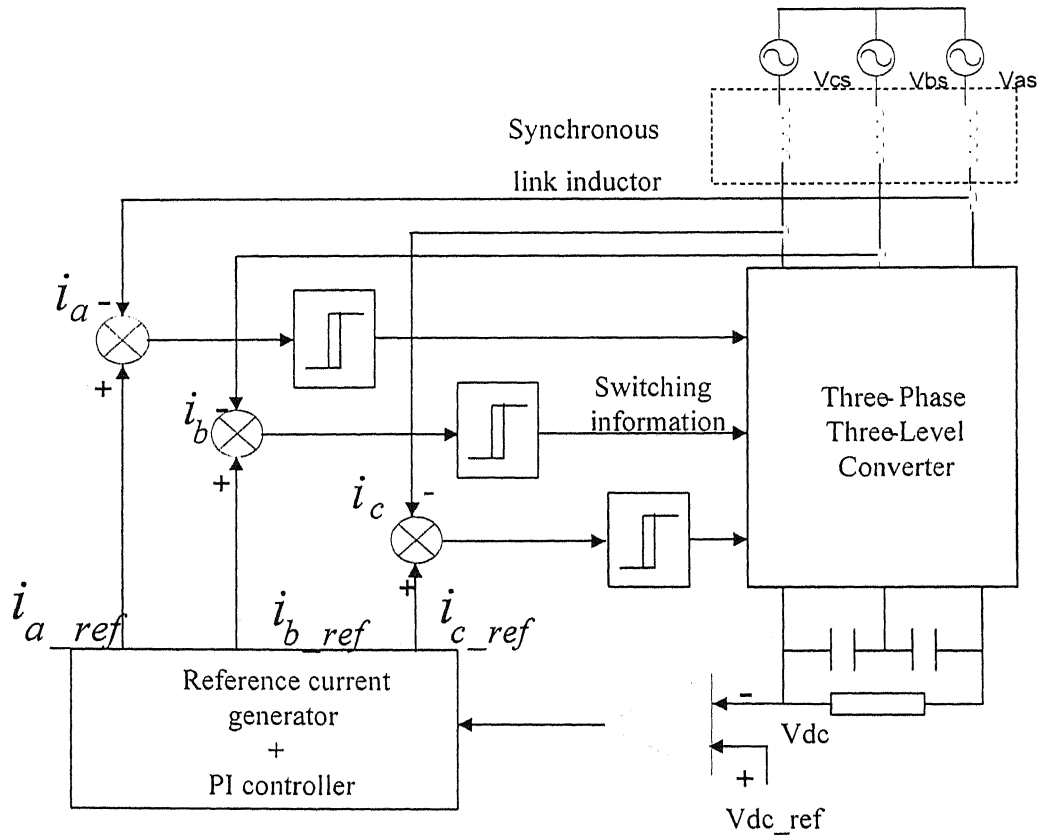 Vcs Vbs Vas
Synchronous
link inductor
i_a -
+
i_b -
+
Switching
information
Three-Phase
Three-Level
Converter
i_c -
+
i_a_ref
i_b_ref
i_c_ref
Reference current
generator
+
PI controller
-
Vdc
+
Vdc_ref